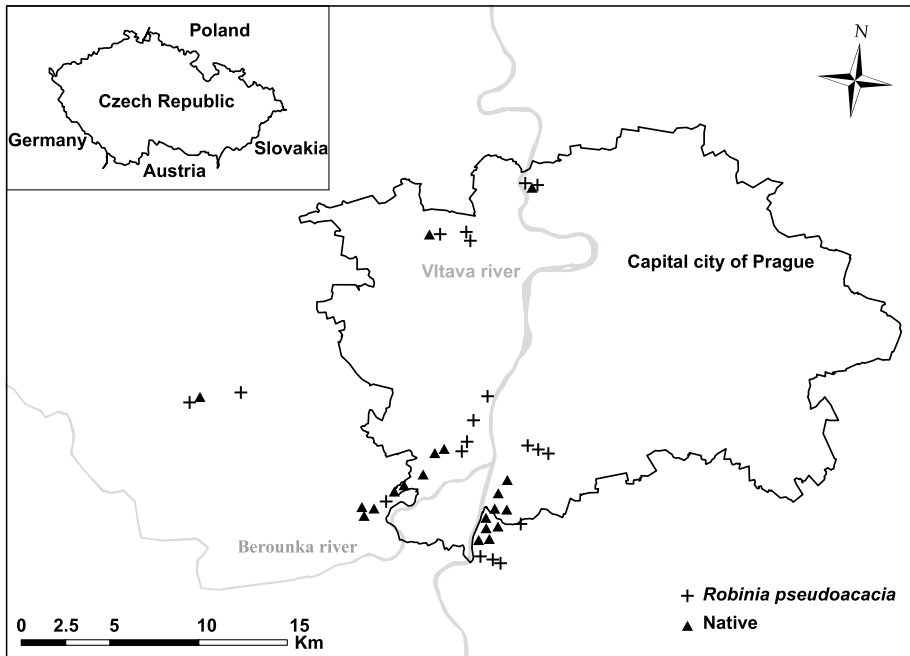 Poland
Czech Republic
Germany
Slovakia
Austria
N
Vltava river
Capital city of Prague
Berounka river
Robinia pseudoacacia
Native
0 2.5 5 10 15
Km